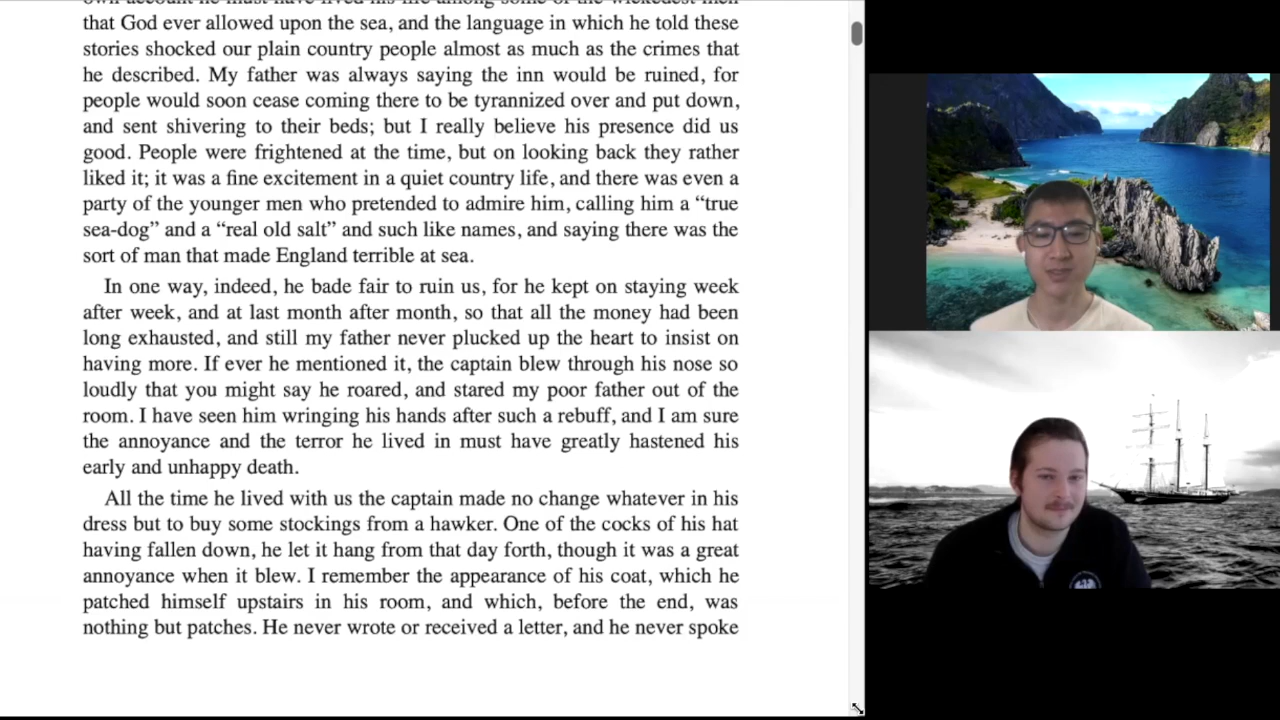 own account he must have lived his life among some of the wickedest men
that God ever allowed upon the sea, and the language in which he told these
stories shocked our plain country people almost as much as the crimes that
he described. My father was always saying the inn would be ruined, for
people would soon cease coming there to be tyrannized over and put down,
and sent shivering to their beds; but I really believe his presence did us
good. People were frightened at the time, but on looking back they rather
liked it; it was a fine excitement in a quiet country life, and there was even a
party of the younger men who pretended to admire him, calling him a “true
sea-dog” and a “real old salt” and such like names, and saying there was the
sort of man that made England terrible at sea.
In one way, indeed, he bade fair to ruin us, for he kept on staying week
after week, and at last month after month, so that all the money had been
long exhausted, and still my father never plucked up the heart to insist on
having more. If ever he mentioned it, the captain blew through his nose so
loudly that you might say he roared, and stared my poor father out of the
room. I have seen him wringing his hands after such a rebuff, and I am sure
the annoyance and the terror he lived in must have greatly hastened his
early and unhappy death.
All the time he lived with us the captain made no change whatever in his
dress but to buy some stockings from a hawker. One of the cocks of his hat
having fallen down, he let it hang from that day forth, though it was a great
annoyance when it blew. I remember the appearance of his coat, which he
patched himself upstairs in his room, and which, before the end, was
nothing but patches. He never wrote or received a letter, and he never spoke